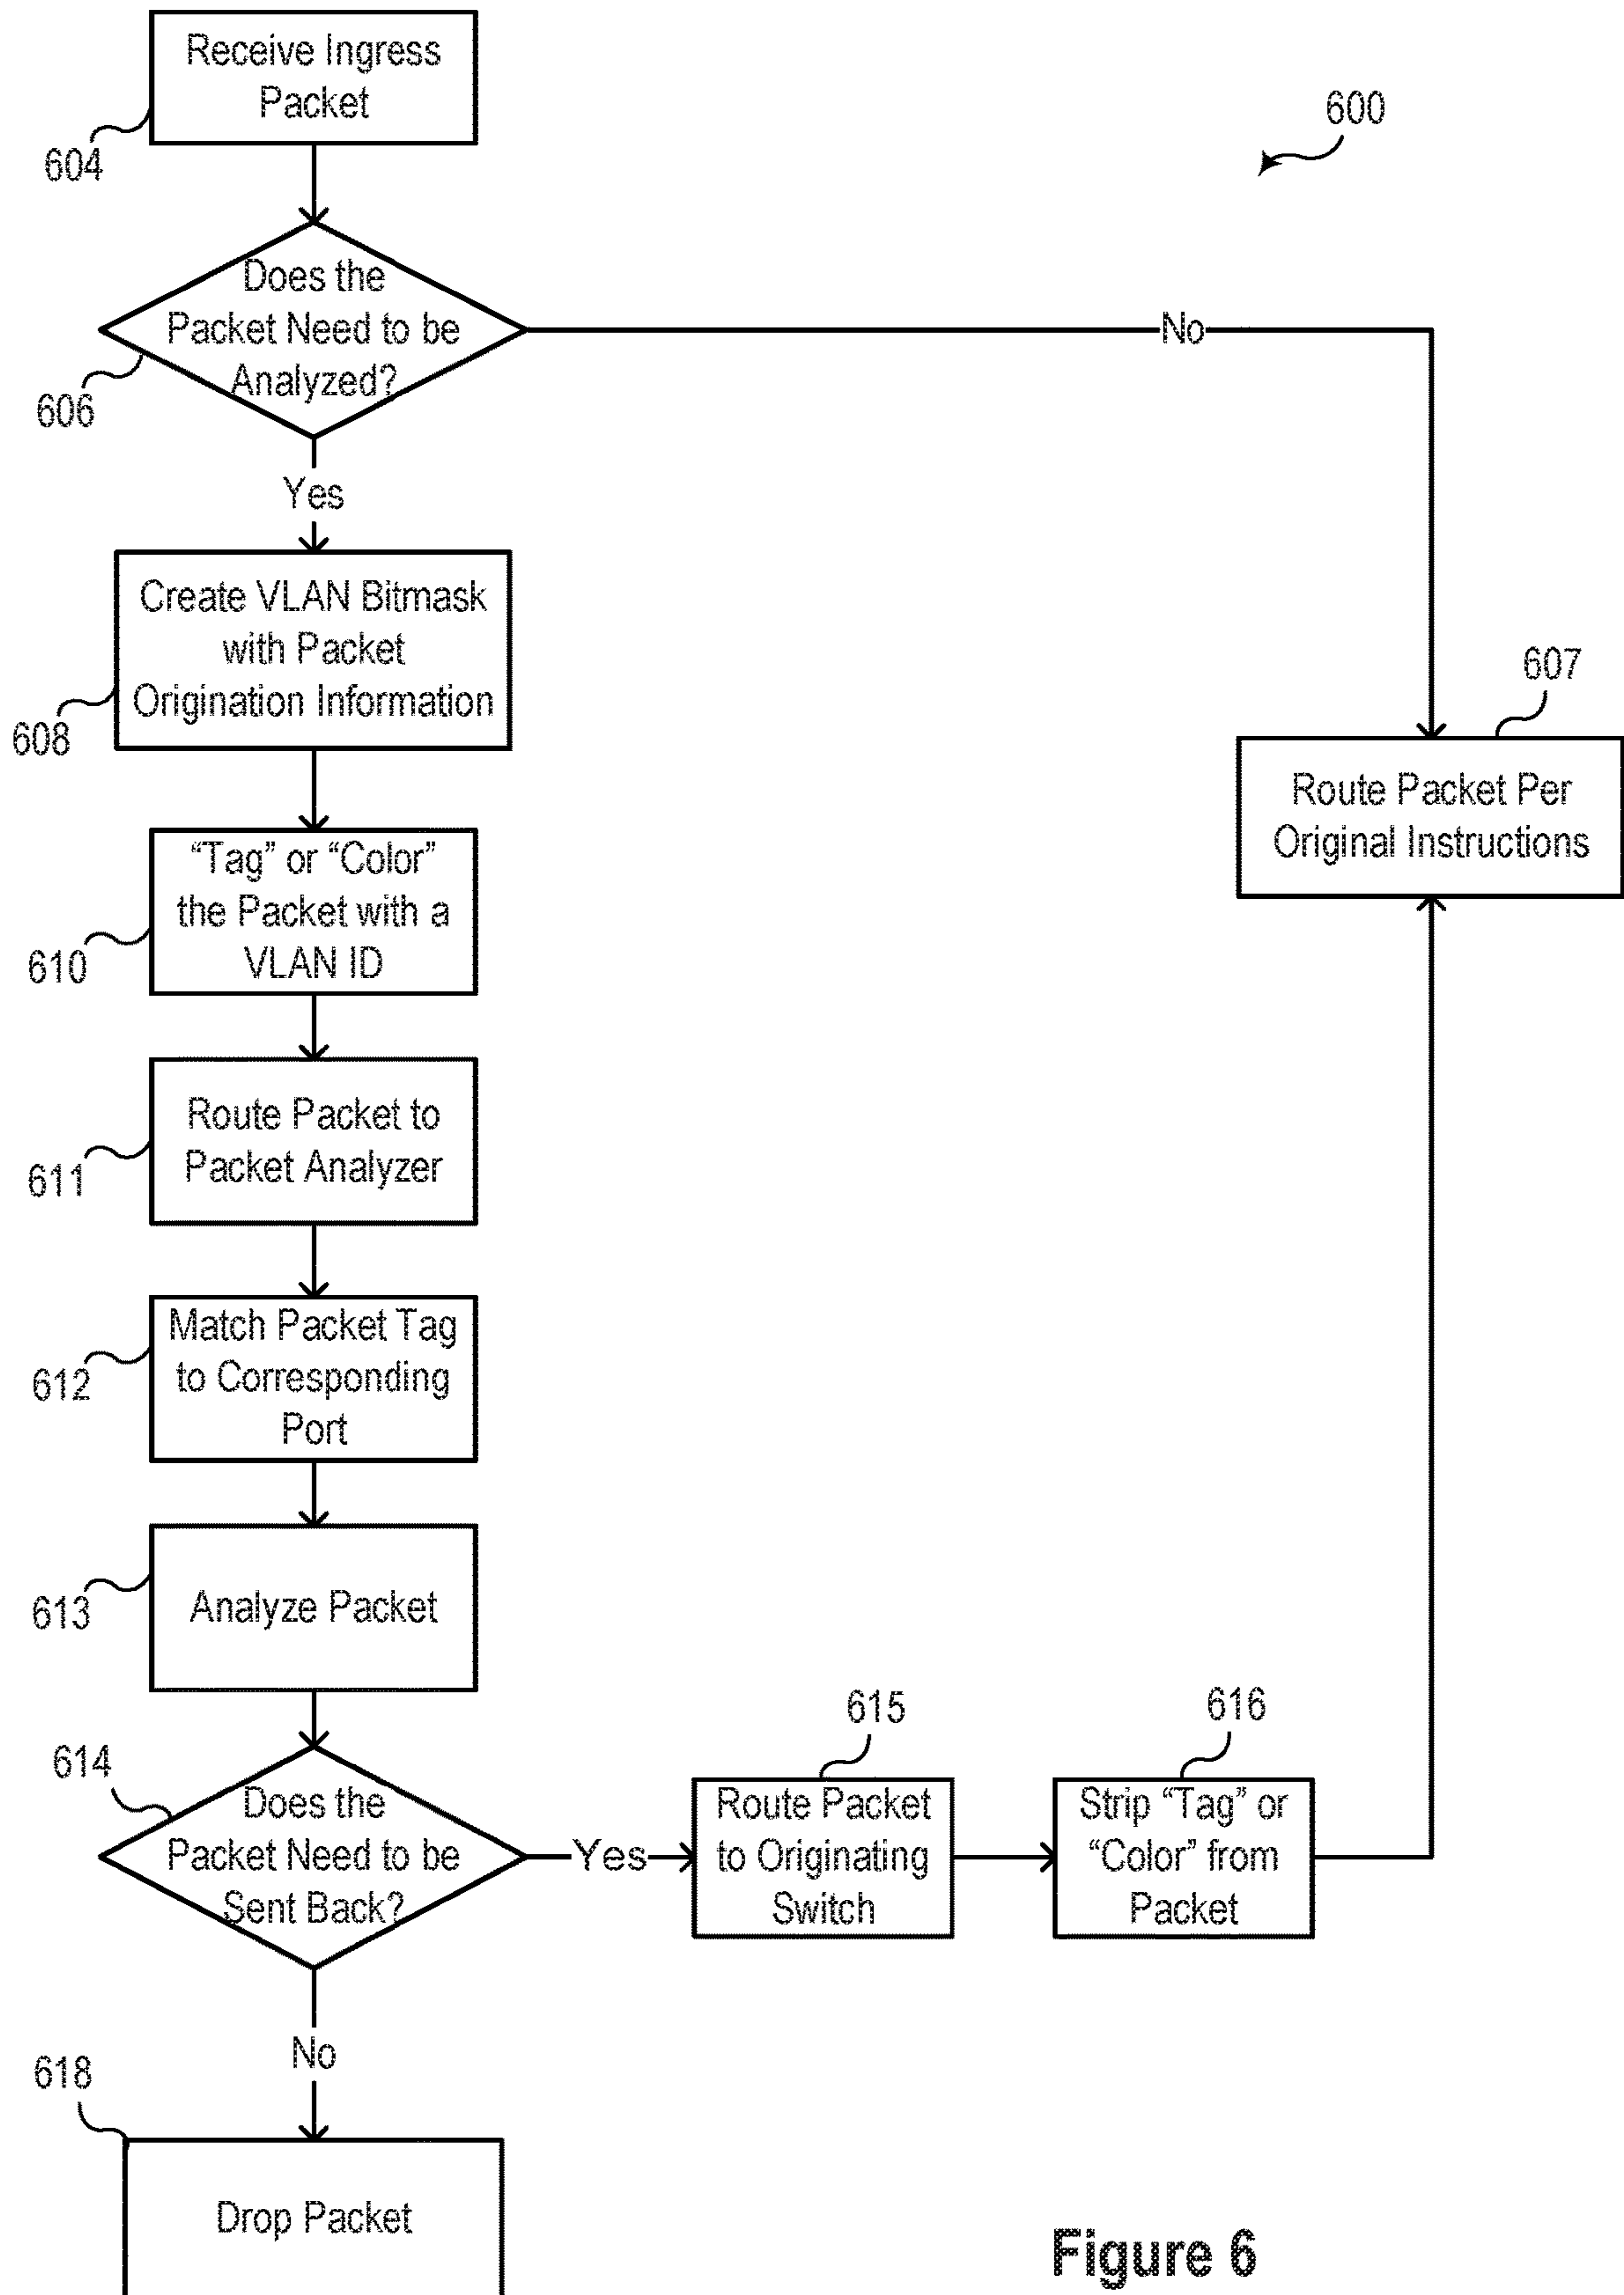 Receive Ingress
Packet
604
600
Does the
Packet Need to be
Analyzed?
606
No
Yes
Create VLAN Bitmask
with Packet
Origination Information
608
607
Route Packet Per
Original Instructions
"Tag" or "Color"
the Packet with a
VLAN ID
610
Route Packet to
Packet Analyzer
611
Match Packet Tag
to Corresponding
Port
612
Analyze Packet
613
614
Does the
Packet Need to be
Sent Back?
Yes
615
Route Packet
to Originating
Switch
616
Strip "Tag" or
"Color" from
Packet
No
618
Drop Packet
Figure 6